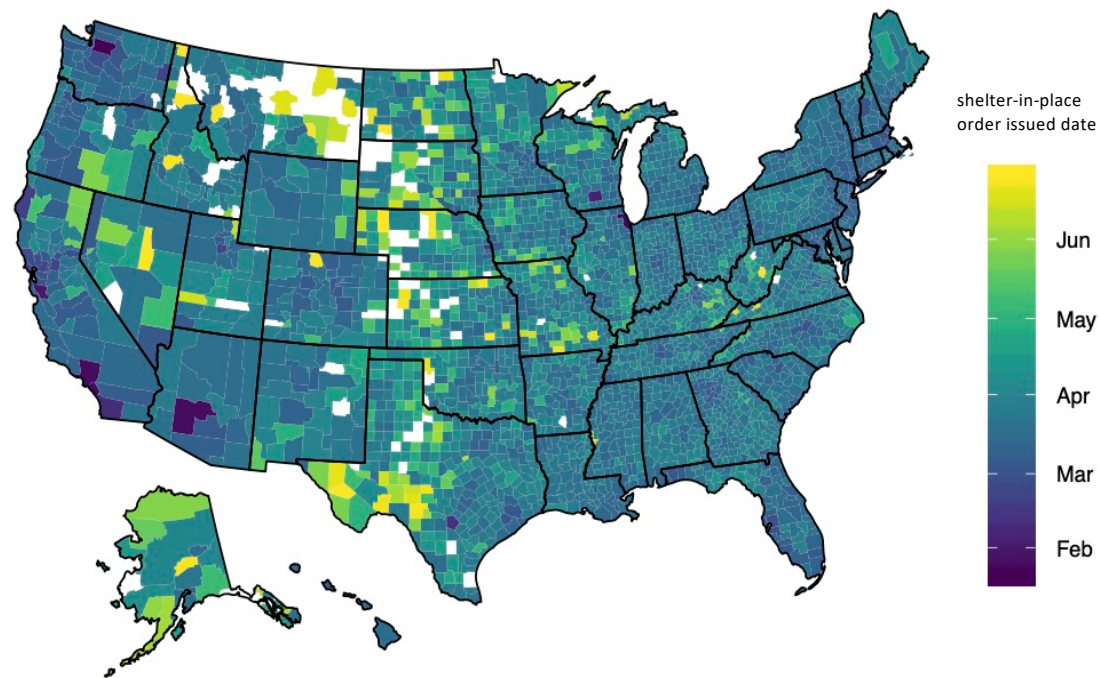 shelter-in-place
order issued date
Jun
May
Apr
Mar
Feb